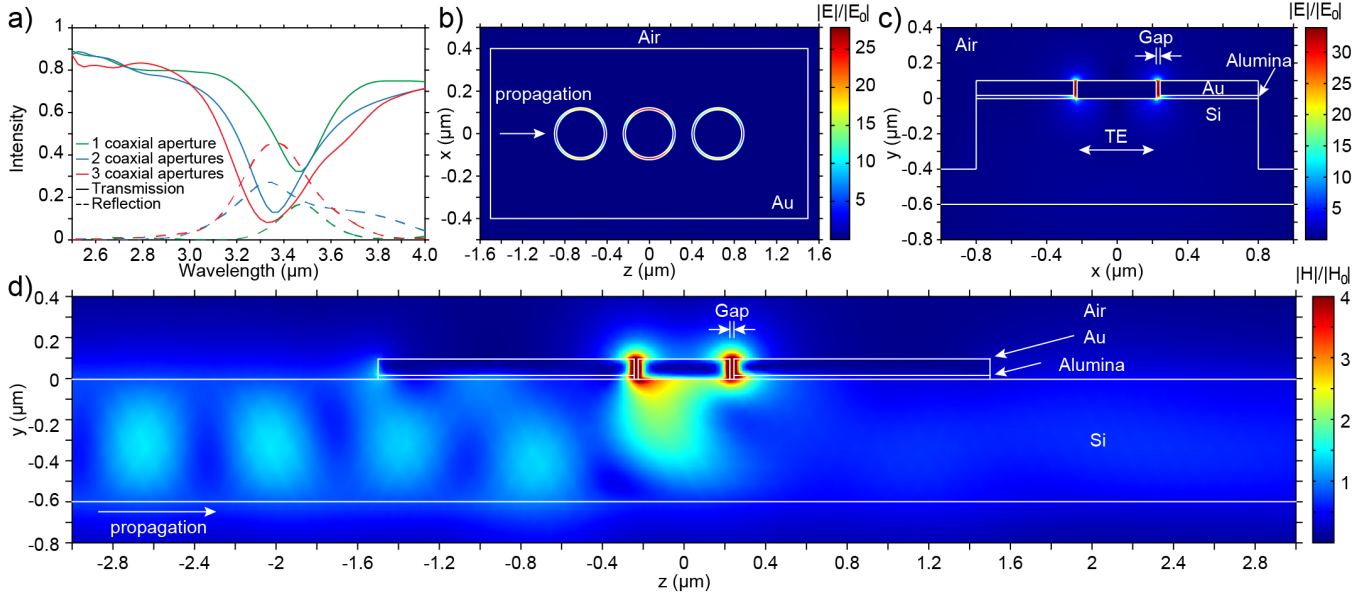 a)
1
0.8
0.6
0.4
0.2
0
Intensity
1 coaxial aperture
2 coaxial apertures
3 coaxial apertures
Transmission
Reflection
2.6 2.8 3.0 3.2 3.4 3.6 3.8 4.0
Wavelength (μm)
b)
|E|/|E0|
0.4
0.2
0
-0.2
-0.4
x (μm)
Air
propagation
Au
-1.6 -1.2 -0.8 -0.4 0 0.4 0.8 1.2 1.6
z (μm)
25
20
15
10
5
c)
|E|/|E0|
0.4
0.2
0
-0.2
-0.4
-0.6
-0.8
y (μm)
Gap
Air
Alumina
Au
Si
TE
-0.8 -0.4 0 0.4 0.8
x (μm)
30
25
20
15
10
5
d)
|H|/|H0|
0.4
0.2
0
-0.2
-0.4
-0.6
-0.8
y (μm)
Gap
Air
Au
Alumina
Si
propagation
-2.8 -2.4 -2 -1.6 -1.2 -0.8 -0.4 0 0.4 0.8 1.2 1.6 2 2.4 2.8
z (μm)
4
3
2
1